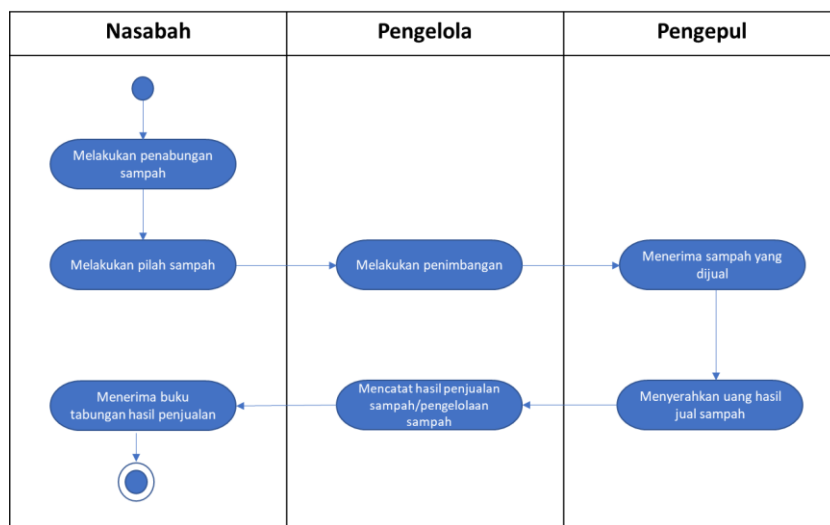 Nasabah
Pengelola
Pengepul
Melakukan penabungan
sampah
Melakukan pilah sampah
Melakukan penimbangan
Menerima sampah yang
dijual
Menerima buku
tabungan hasil penjualan
Mencatat hasil penjualan
sampah/pengelolaan
sampah
Menyerahkan uang hasil
jual sampah